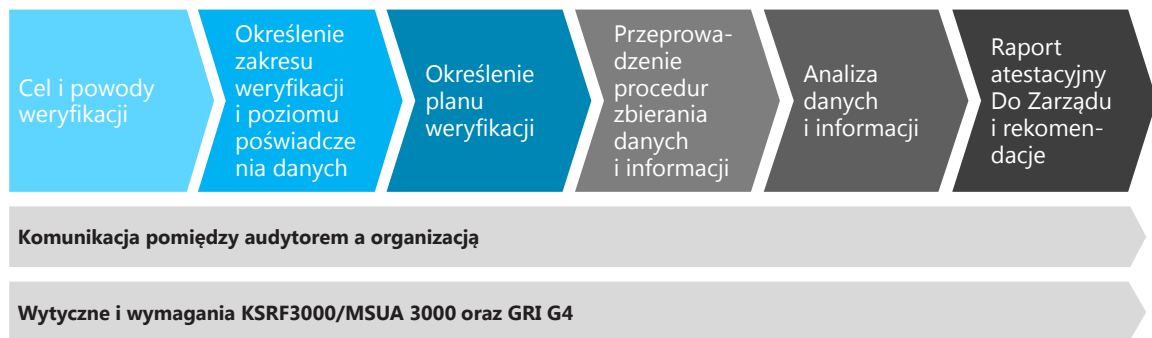 Cel i powody
weryfikacji
Określenie
zakresu
weryfikacji
i poziomu
poświadcze
nia danych
Określenie
planu
weryfikacji
Przeprowa-
dzenie
procedur
zbierania
danych
i informacji
Analiza
danych
i informacji
Raport
atestacyjny
Do Zarządu
i rekomen-
dacje
Komunikacja pomiędzy audytorem a organizacją
Wytyczne i wymagania KSRF3000/MSUA 3000 oraz GRI G4